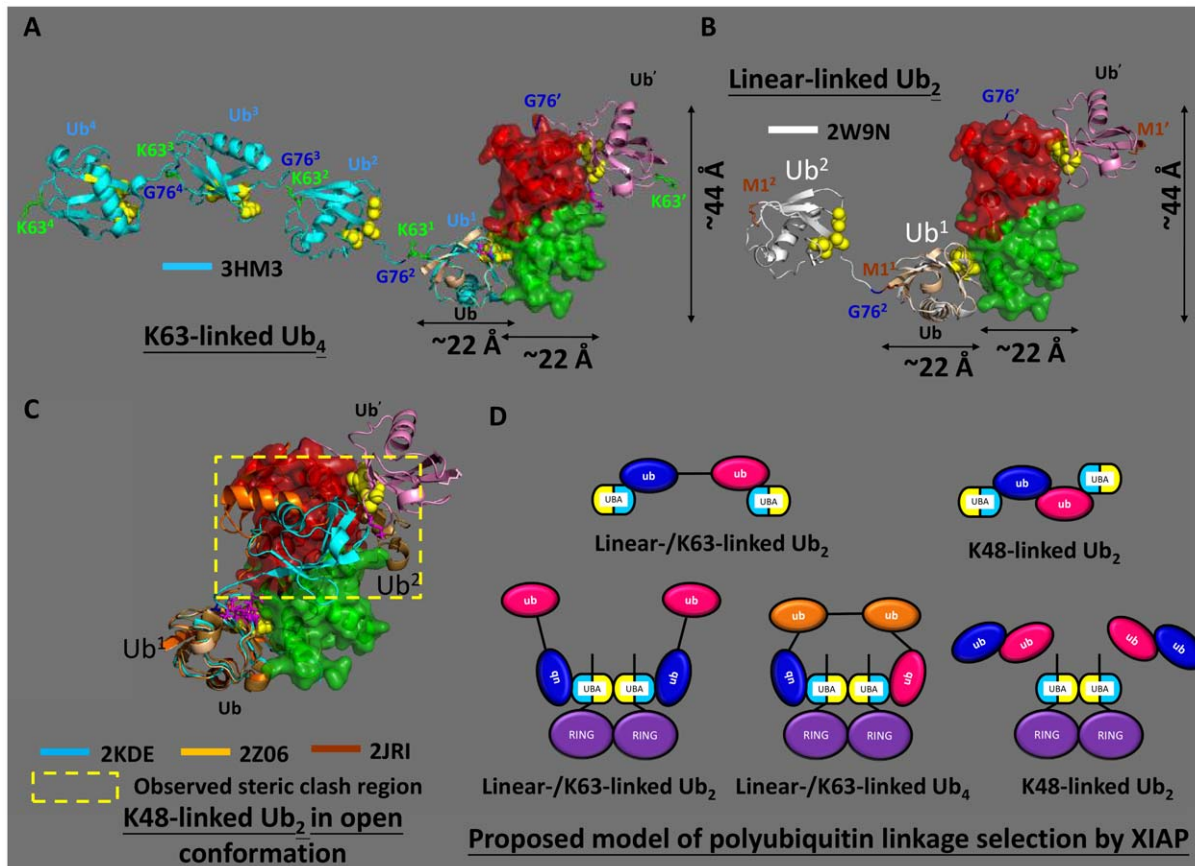 A
Ub⁴
K63³
Ub³
G76³
K63²
Ub²
G76⁴
K63⁴
K63¹
Ub¹
G76²
Ub
G76'
Ub'
K63'
~44 Å
3HM3
K63-linked Ub₄
~22 Å
~22 Å
B
Linear-linked Ub₂
2W9N
Ub²
M1²
G76'
Ub'
M1'
Ub¹
M1¹
G76²
Ub
~44 Å
~22 Å
~22 Å
C
Ub'
Ub²
Ub¹
Ub
2KDE
2Z06
2JRI
Observed steric clash region
K48-linked Ub₂ in open
conformation
D
ub
ub
UBA
UBA
Linear-/K63-linked Ub₂
UBA
ub
ub
UBA
K48-linked Ub₂
ub
ub
ub
ub
UBA
UBA
RING
RING
Linear-/K63-linked Ub₂
ub
ub
ub
ub
UBA
UBA
RING
RING
Linear-/K63-linked Ub₄
ub
ub
ub
ub
UBA
UBA
RING
RING
K48-linked Ub₂
Proposed model of polyubiquitin linkage selection by XIAP